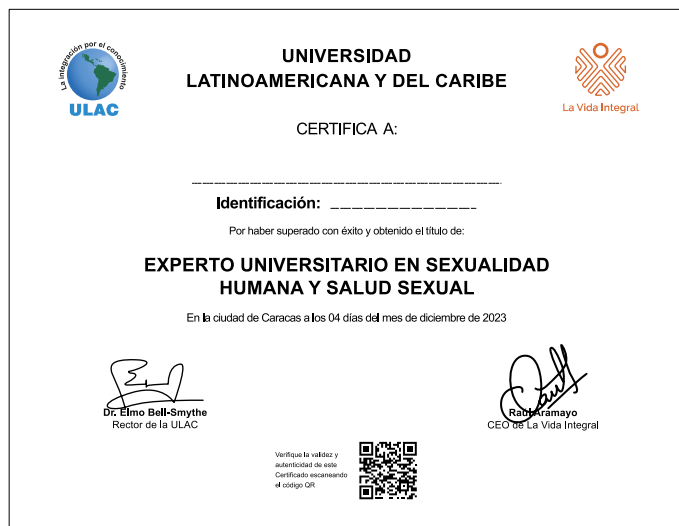 La integración por el conocimiento
ULAC
UNIVERSIDAD
LATINOAMERICANA Y DEL CARIBE
La Vida Integral
CERTIFICA A:
Identificación:
Por haber superado con éxito y obtenido el título de:
EXPERTO UNIVERSITARIO EN SEXUALIDAD
HUMANA Y SALUD SEXUAL
En la ciudad de Caracas a los 04 días del mes de diciembre de 2023
Dr. Elmo Bell-Smythe
Rector de la ULAC
Raul Aramayo
CEO de La Vida Integral
Verifique la validez y
autenticidad de este
Certificado escaneando
el código QR